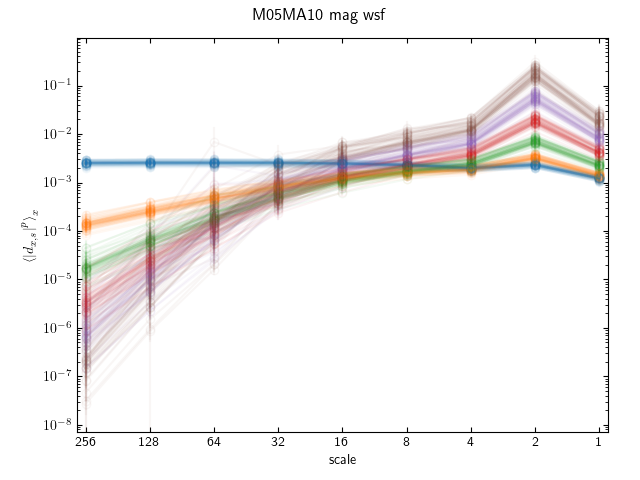 M05MA10 mag wsf
10⁻¹
10⁻²
10⁻³
10⁻⁴
10⁻⁵
10⁻⁶
10⁻⁷
10⁻⁸
⟨|d_{x,s}|^p⟩_x
256 128 64 32 16 8 4 2 1
scale